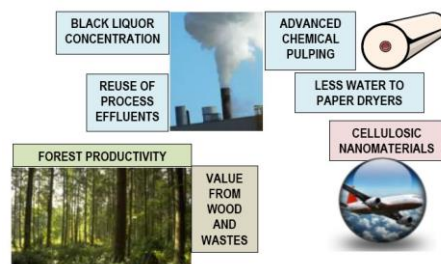 BLACK LIQUOR
CONCENTRATION
ADVANCED
CHEMICAL
PULPING
REUSE OF
PROCESS
EFFLUENTS
LESS WATER TO
PAPER DRYERS
FOREST PRODUCTIVITY
VALUE
FROM
WOOD
AND
WASTES
CELLULOSIC
NANOMATERIALS